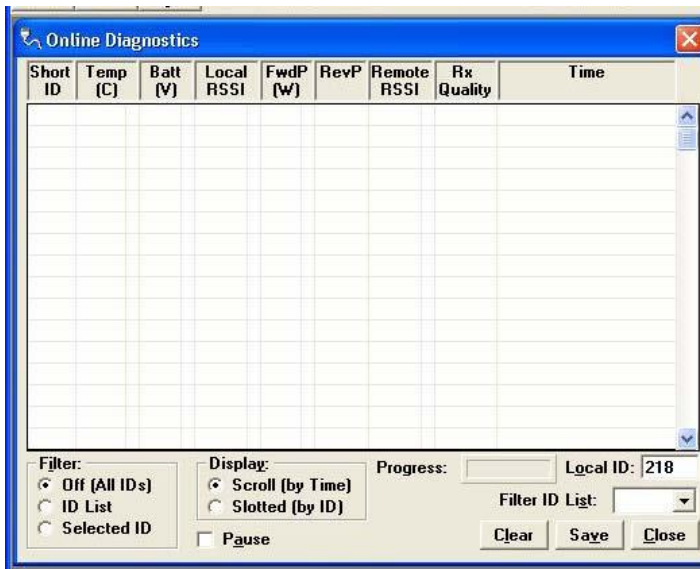 Online Diagnostics
Short ID Temp (C) Batt (V) Local RSSI FwdP (W) RevP Remote RSSI Rx Quality Time
Filter:
Off (All IDs)
ID List
Selected ID
Display:
Scroll (by Time)
Slotted (by ID)
Pause
Progress:
Local ID: 218
Filter ID List:
Clear Save Close